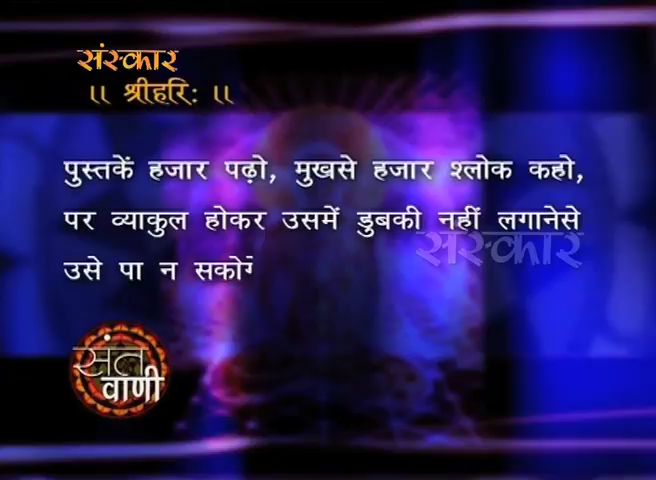 संस्कार
।। श्रीहरिः ।।
पुस्तकें हजार पढ़ो, मुखसे हजार श्लोक कहो,
पर व्याकुल होकर उसमें डुबकी नहीं लगानेसे
संस्कार
उसे पा न सकोगे
संत
वाणी